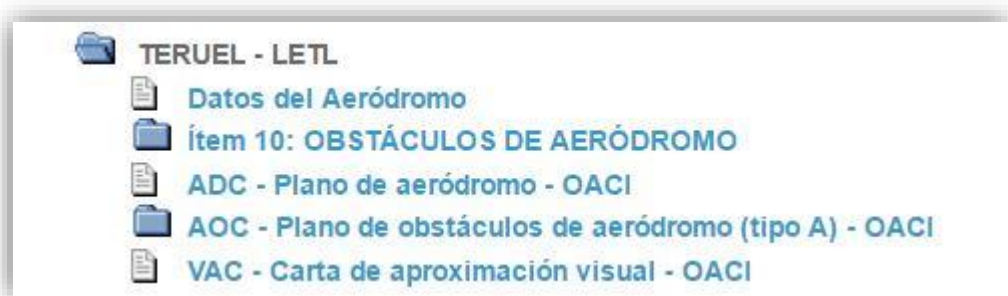 TERUEL - LETL
Datos del Aeródromo
Ítem 10: OBSTÁCULOS DE AERÓDROMO
ADC - Plano de aeródromo - OACI
AOC - Plano de obstáculos de aeródromo (tipo A) - OACI
VAC - Carta de aproximación visual - OACI